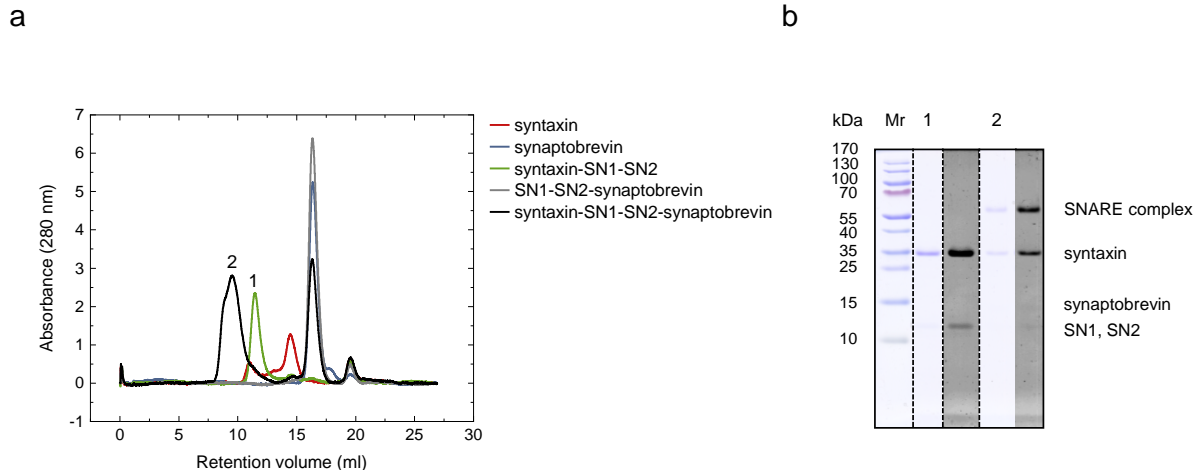 a
7
6
5
4
3
2
1
0
-1
0 5 10 15 20 25 30
Absorbance (280 nm)
Retention volume (ml)
2
1
syntaxin
synaptobrevin
syntaxin-SN1-SN2
SN1-SN2-synaptobrevin
syntaxin-SN1-SN2-synaptobrevin
b
kDa Mr 1 2
170
130
100
70
55
40
35
25
15
10
SNARE complex
syntaxin
synaptobrevin
SN1, SN2